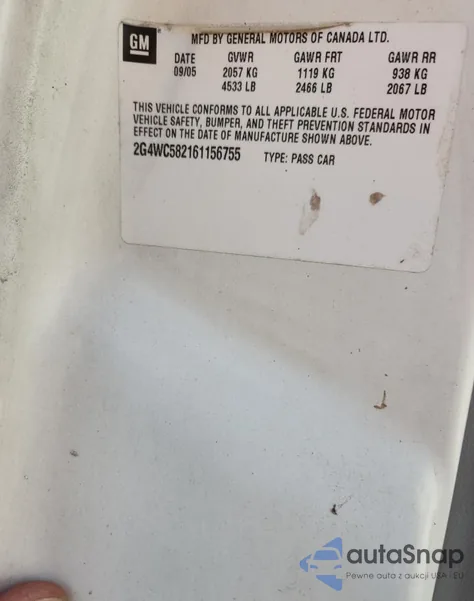 GM
MFD BY GENERAL MOTORS OF CANADA LTD.
DATE GVWR GAWR FRT GAWR RR
09/05 2057 KG 1119 KG 938 KG
4533 LB 2466 LB 2067 LB
THIS VEHICLE CONFORMS TO ALL APPLICABLE U.S. FEDERAL MOTOR
VEHICLE SAFETY, BUMPER, AND THEFT PREVENTION STANDARDS IN
EFFECT ON THE DATE OF MANUFACTURE SHOWN ABOVE.
2G4WC582161156755 TYPE: PASS CAR
autaSnap
Pewne auta z aukcji USA i EU